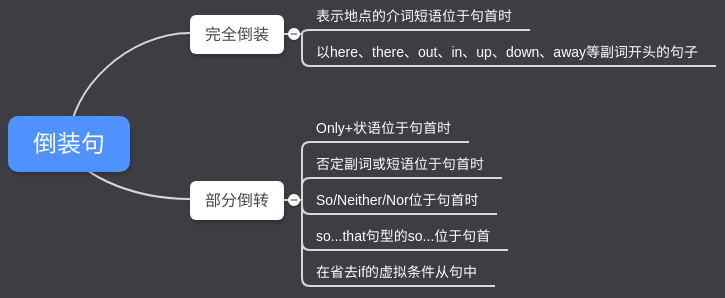 倒装句
完全倒装
表示地点的介词短语位于句首时
以here、there、out、in、up、down、away等副词开头的句子
部分倒转
Only+状语位于句首时
否定副词或短语位于句首时
So/Neither/Nor位于句首时
so...that句型的so...位于句首
在省去if的虚拟条件从句中